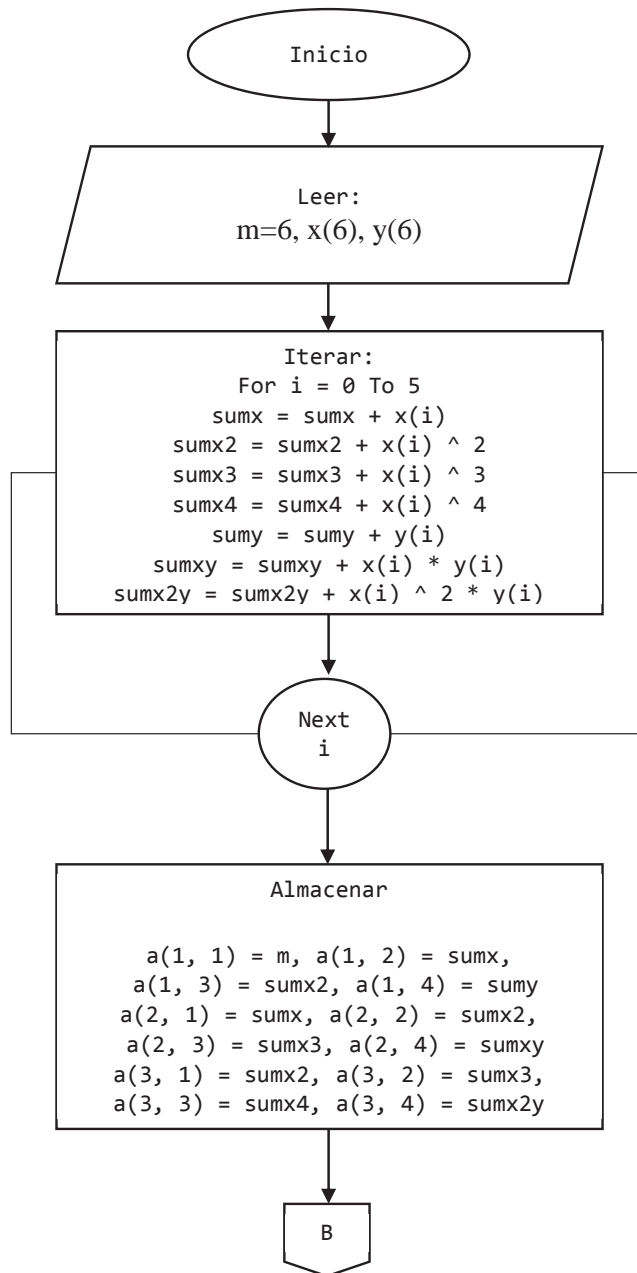 Inicio
Leer:
m=6, x(6), y(6)
Iterar:
For i = 0 To 5
sumx = sumx + x(i)
sumx2 = sumx2 + x(i) ^ 2
sumx3 = sumx3 + x(i) ^ 3
sumx4 = sumx4 + x(i) ^ 4
sumy = sumy + y(i)
sumxy = sumxy + x(i) * y(i)
sumx2y = sumx2y + x(i) ^ 2 * y(i)
Next
i
Almacenar
a(1, 1) = m, a(1, 2) = sumx,
a(1, 3) = sumx2, a(1, 4) = sumy
a(2, 1) = sumx, a(2, 2) = sumx2,
a(2, 3) = sumx3, a(2, 4) = sumxy
a(3, 1) = sumx2, a(3, 2) = sumx3,
a(3, 3) = sumx4, a(3, 4) = sumx2y
B